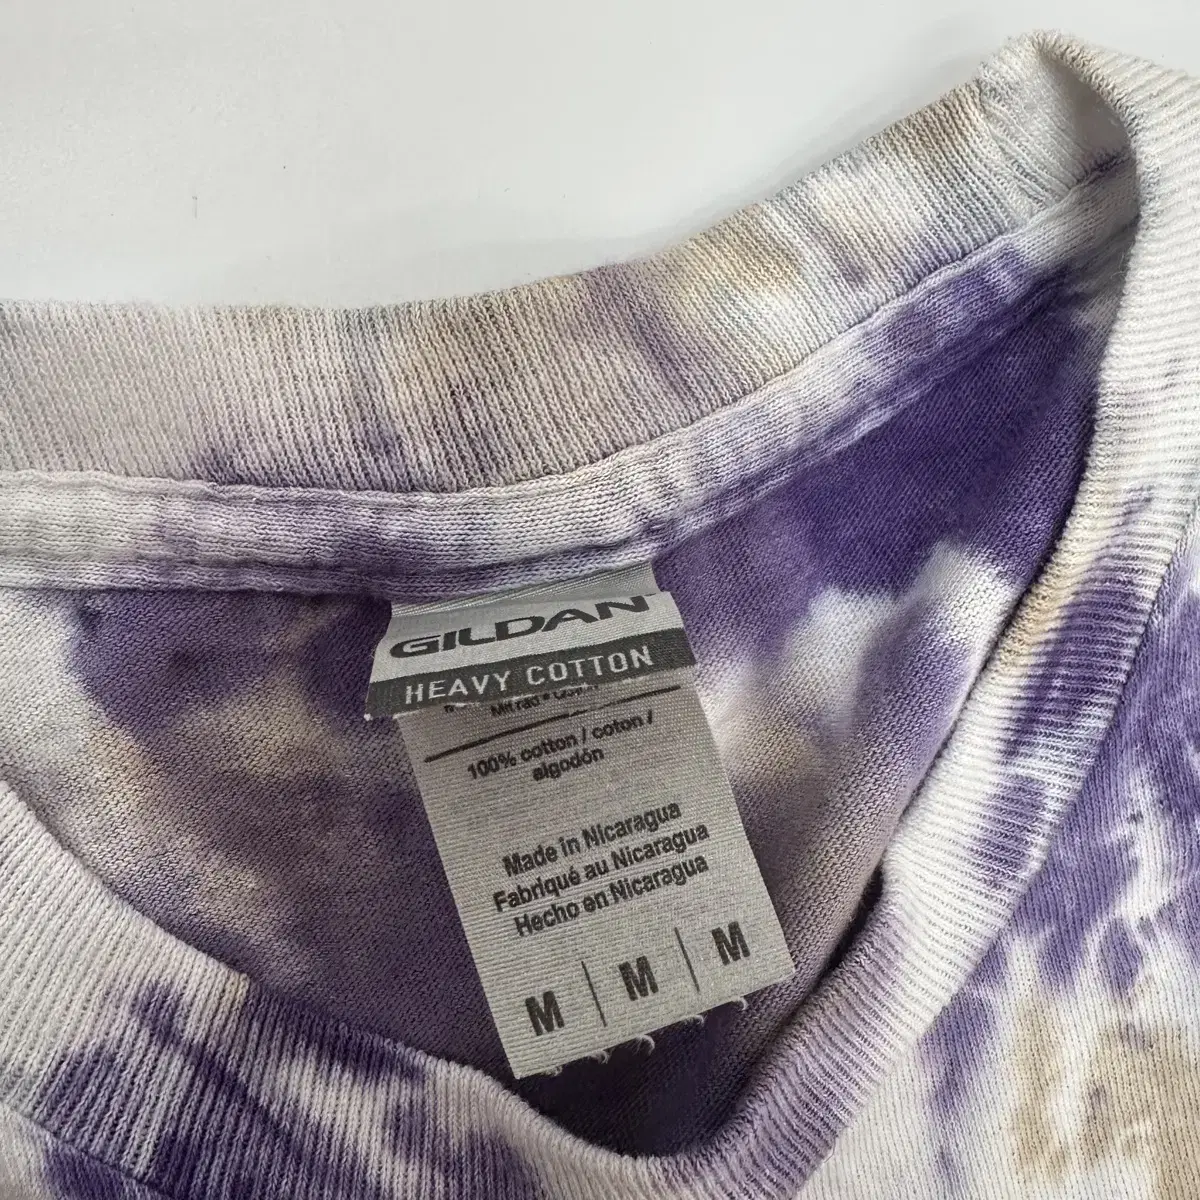 GILDAN
HEAVY COTTON
100% cotton / coton /
algodón
Made in Nicaragua
Fabriqué au Nicaragua
Hecho en Nicaragua
M | M | M